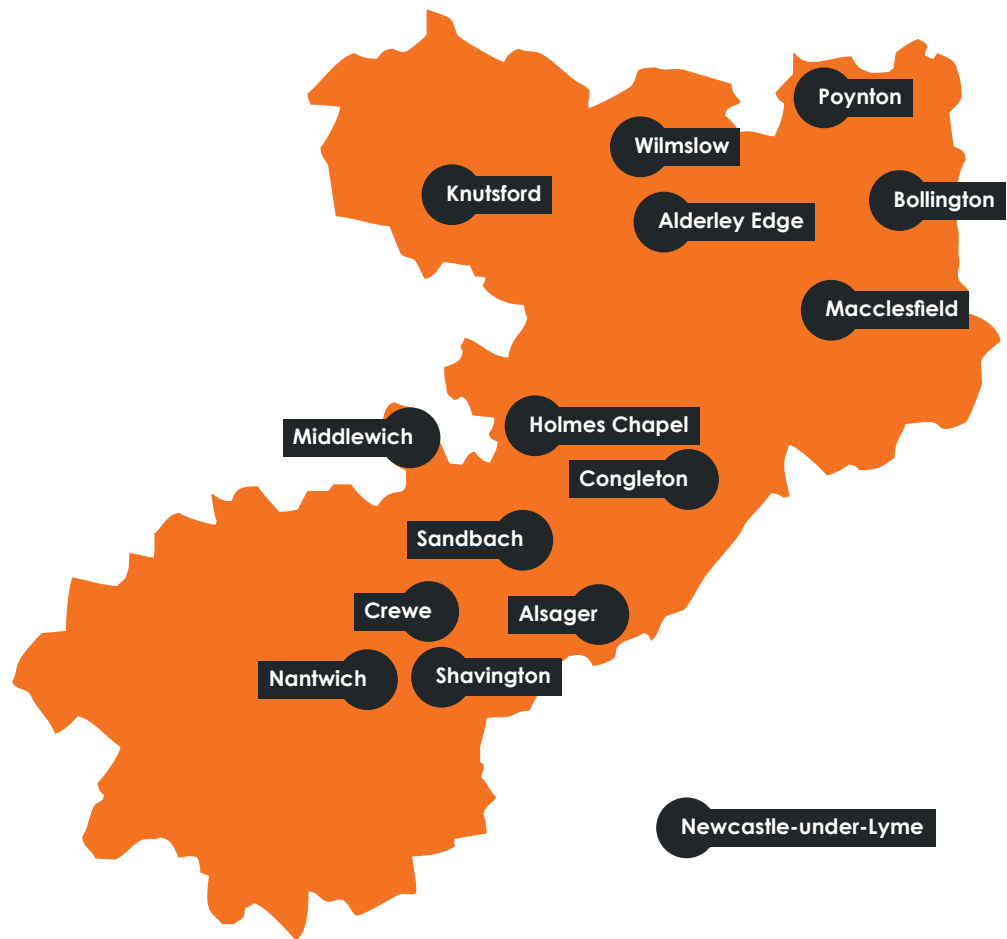 Poynton
Wilmslow
Knutsford
Bollington
Alderley Edge
Macclesfield
Holmes Chapel
Middlewich
Congleton
Sandbach
Crewe
Alsager
Nantwich
Shavington
Newcastle-under-Lyme